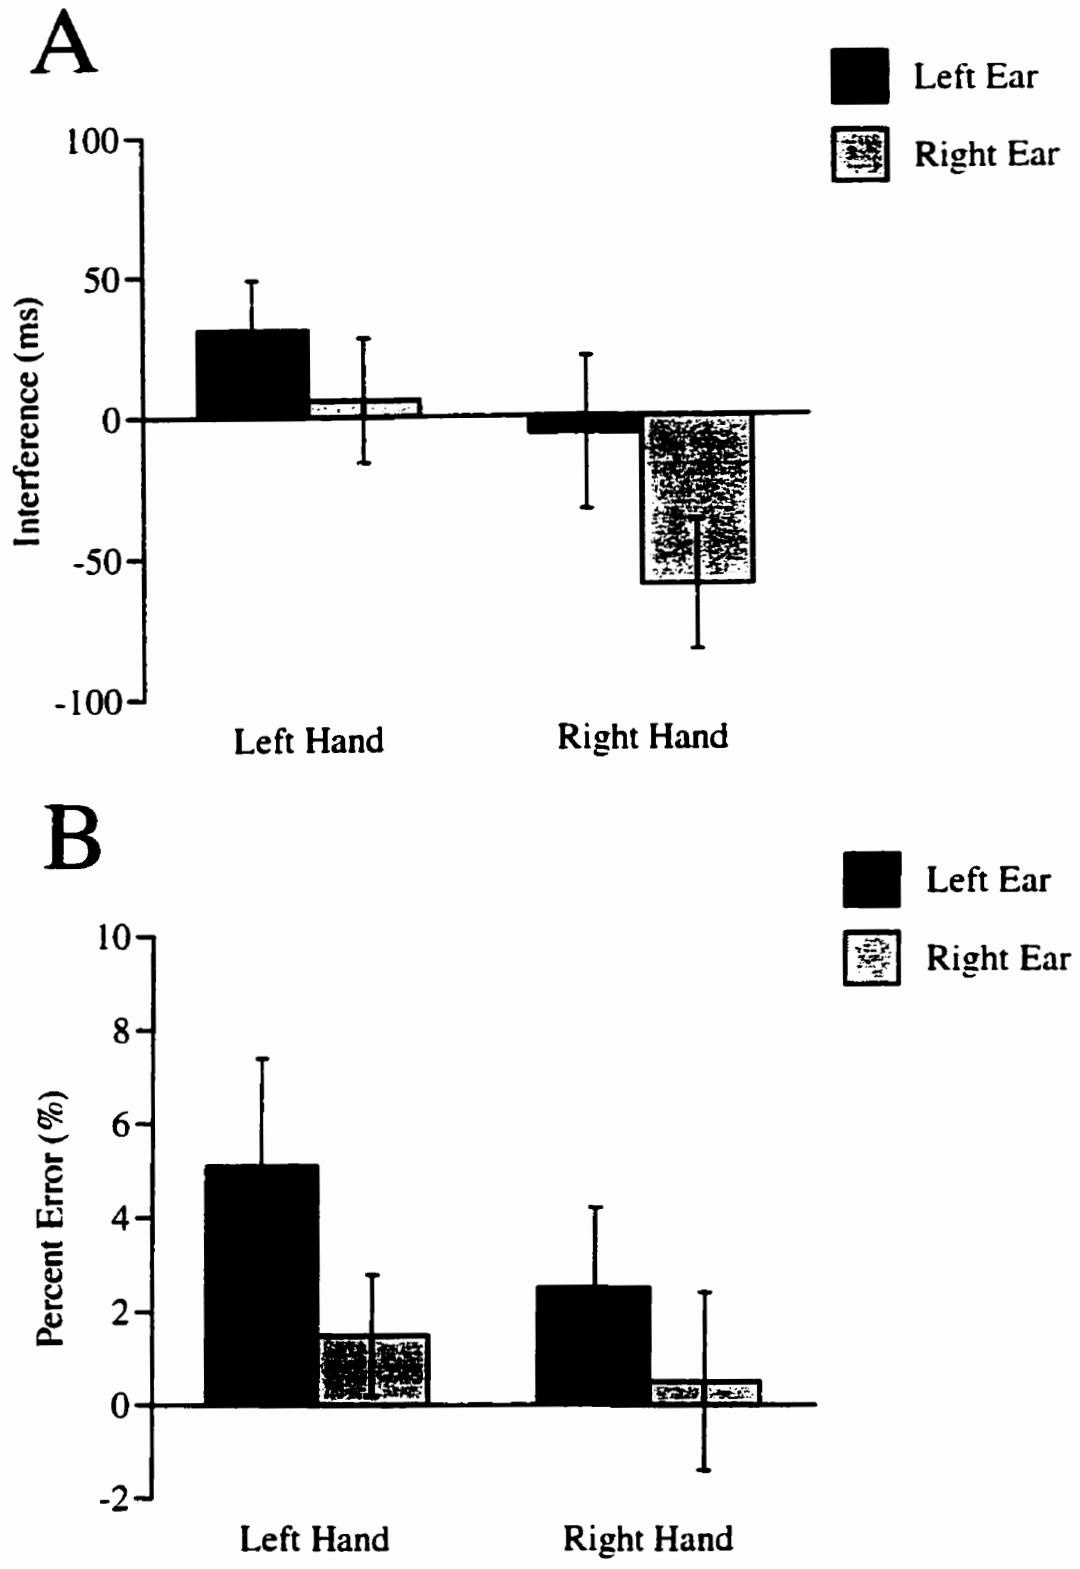 A
Left Ear
Right Ear
100
50
0
-50
-100
Interference (ms)
Left Hand
Right Hand
B
Left Ear
Right Ear
10
8
6
4
2
0
-2
Percent Error (%)
Left Hand
Right Hand